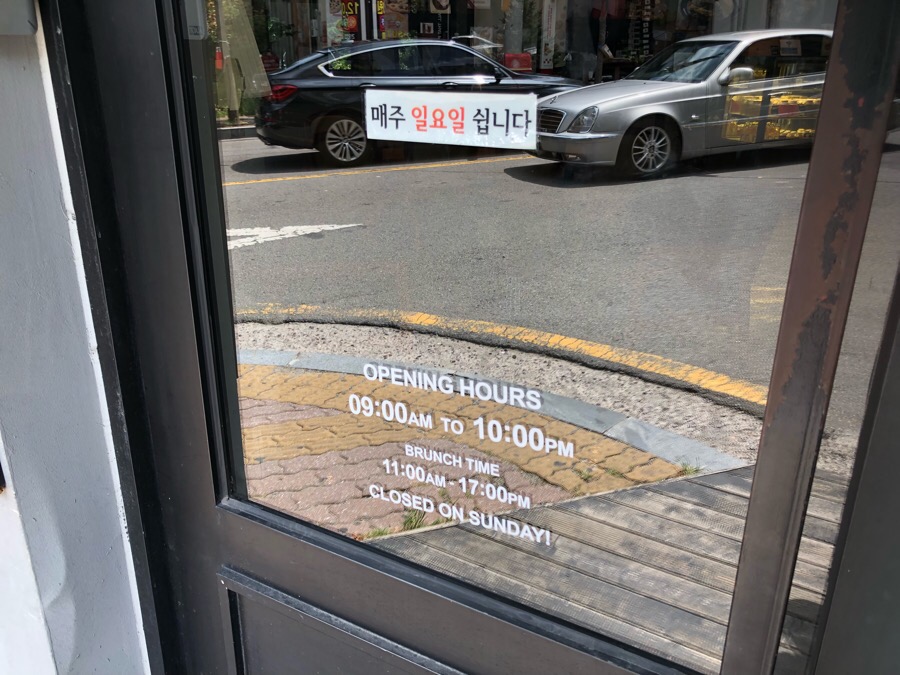 매주 일요일 쉽니다
OPENING HOURS
09:00AM TO 10:00PM
BRUNCH TIME
11:00AM - 17:00PM
CLOSED ON SUNDAY!